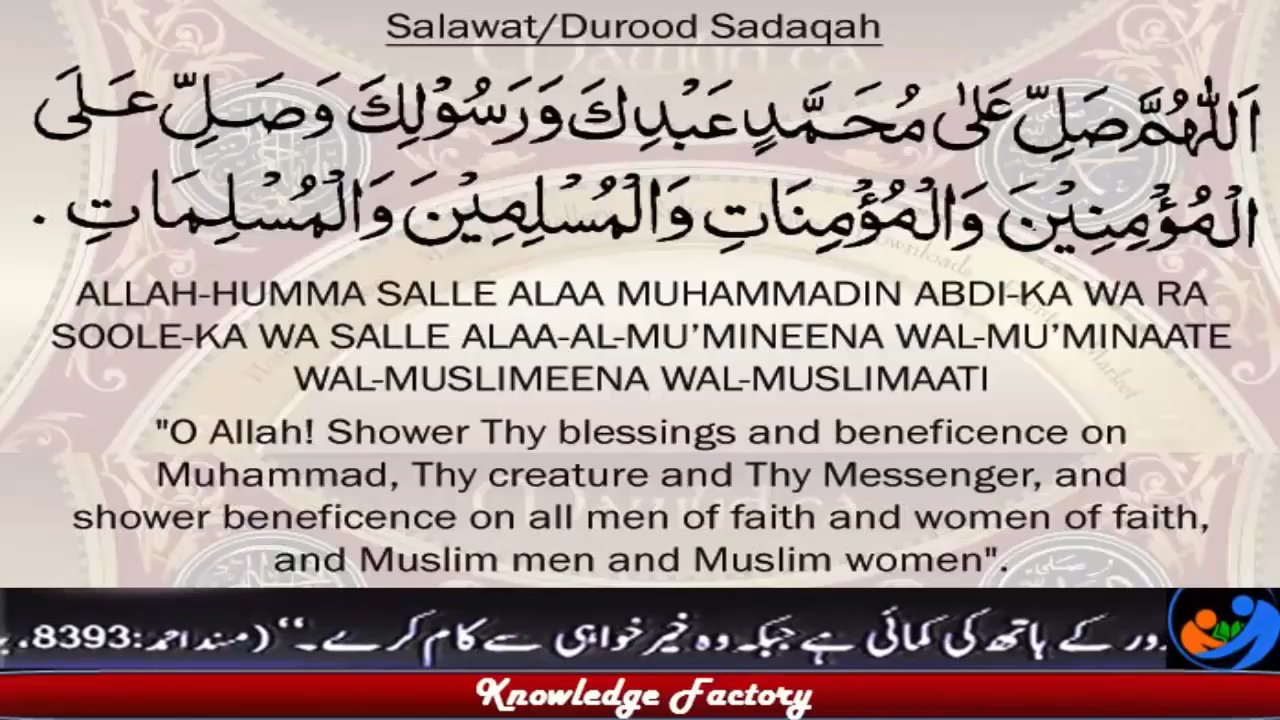 Salawat/Durood Sadaqah
اَللّٰهُمَّ صَلِّ عَلٰى مُحَمَّدٍ عَبْدِكَ وَرَسُوْلِكَ وَصَلِّ عَلَى
الْمُؤْمِنِيْنَ وَالْمُؤْمِنَاتِ وَالْمُسْلِمِيْنَ وَالْمُسْلِمَاتِ .
ALLAH-HUMMA SALLE ALAA MUHAMMADIN ABDI-KA WA RA
SOOLE-KA WA SALLE ALAA-AL-MU’MINEENA WAL-MU’MINAATE
WAL-MUSLIMEENA WAL-MUSLIMAATI
"O Allah! Shower Thy blessings and beneficence on
Muhammad, Thy creature and Thy Messenger, and
shower beneficence on all men of faith and women of faith,
and Muslim men and Muslim women".
کے ہاتھ کی کمائی ہے جبکہ وہ خیر خواہی سے کام کرے۔‘‘ (مسند احمد:8393،
Knowledge Factory